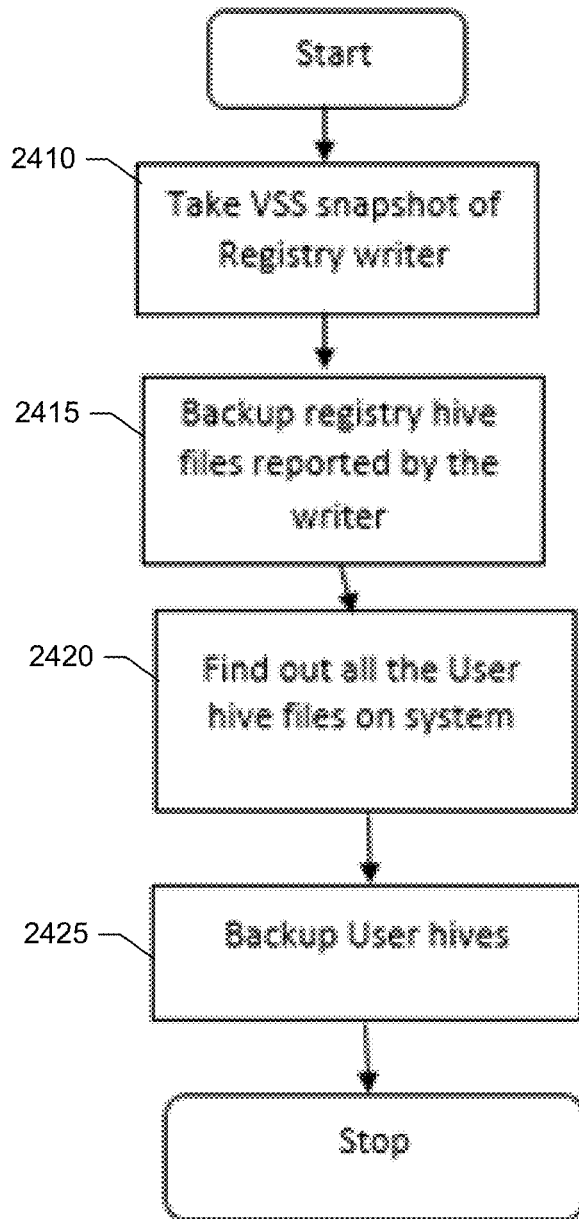 Start
2410
Take VSS snapshot of
Registry writer
2415
Backup registry hive
files reported by the
writer
2420
Find out all the User
hive files on system
2425
Backup User hives
Stop